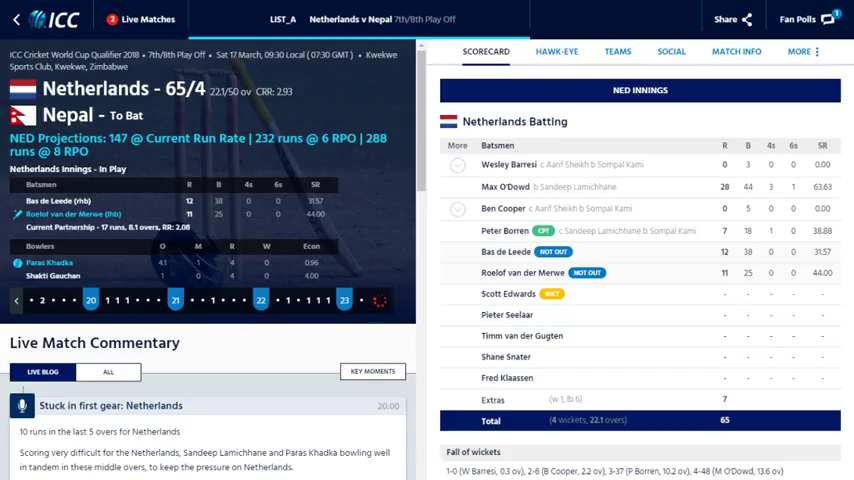 ICC
2 Live Matches
LIST_A Netherlands v Nepal 7th/8th Play Off
Share
Fan Polls 1
ICC Cricket World Cup Qualifier 2018 • 7th/8th Play Off • Sat 17 March, 09:30 Local ( 07:30 GMT ) • Kwekwe
Sports Club, Kwekwe, Zimbabwe
Netherlands - 65/4 22.1/50 ov CRR: 2.93
Nepal - To Bat
NED Projections: 147 @ Current Run Rate | 232 runs @ 6 RPO | 288
runs @ 8 RPO
Netherlands Innings - In Play
Batsmen R B 4s 6s SR
Bas de Leede (rhb) 12 38 0 0 31.57
Roelof van der Merwe (lhb) 11 25 0 0 44.00
Current Partnership - 17 runs, 8.1 overs, RR: 2.08
Bowlers O M R W Econ
Paras Khadka 4.1 1 4 0 0.96
Shakti Gauchan 1 0 4 0 4.00
• 2 • • • 20 1 1 1 • • • 21 • • 1 • • • 22 • 1 • 1 1 1 23 •
Live Match Commentary
LIVE BLOG ALL KEY MOMENTS
Stuck in first gear: Netherlands 20:00
10 runs in the last 5 overs for Netherlands
Scoring very difficult for the Netherlands, Sandeep Lamichhane and Paras Khadka bowling well
in tandem in these middle overs, to keep the pressure on Netherlands.
SCORECARD HAWK-EYE TEAMS SOCIAL MATCH INFO MORE
NED INNINGS
Netherlands Batting
More Batsmen R B 4s 6s SR
Wesley Barresi c Aarif Sheikh b Sompal Kami 0 3 0 0 0.00
Max O'Dowd b Sandeep Lamichhane 28 44 3 1 63.63
Ben Cooper c Aarif Sheikh b Sompal Kami 0 5 0 0 0.00
Peter Borren CPT c Sandeep Lamichhane b Sompal Kami 7 18 1 0 38.88
Bas de Leede NOT OUT 12 38 0 0 31.57
Roelof van der Merwe NOT OUT 11 25 0 0 44.00
Scott Edwards WKT - - - - -
Pieter Seelaar - - - - -
Timm van der Gugten - - - - -
Shane Snater - - - - -
Fred Klaassen - - - - -
Extras (w 1, lb 6) 7
Total (4 wickets, 22.1 overs) 65
Fall of wickets
1-0 (W Barresi, 0.3 ov), 2-6 (B Cooper, 2.2 ov), 3-37 (P Borren, 10.2 ov), 4-48 (M O'Dowd, 13.6 ov)